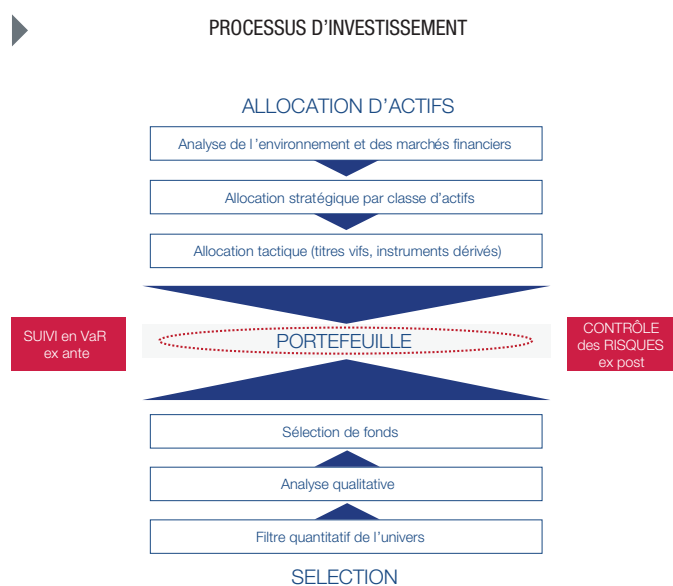 PROCESSUS D'INVESTISSEMENT
ALLOCATION D'ACTIFS
Analyse de l'environnement et des marchés financiers
Allocation stratégique par classe d'actifs
Allocation tactique (titres vifs, instruments dérivés)
SUIVI en VaR
ex ante
PORTEFEUILLE
CONTRÔLE
des RISQUES
ex post
Sélection de fonds
Analyse qualitative
Filtre quantitatif de l'univers
SELECTION